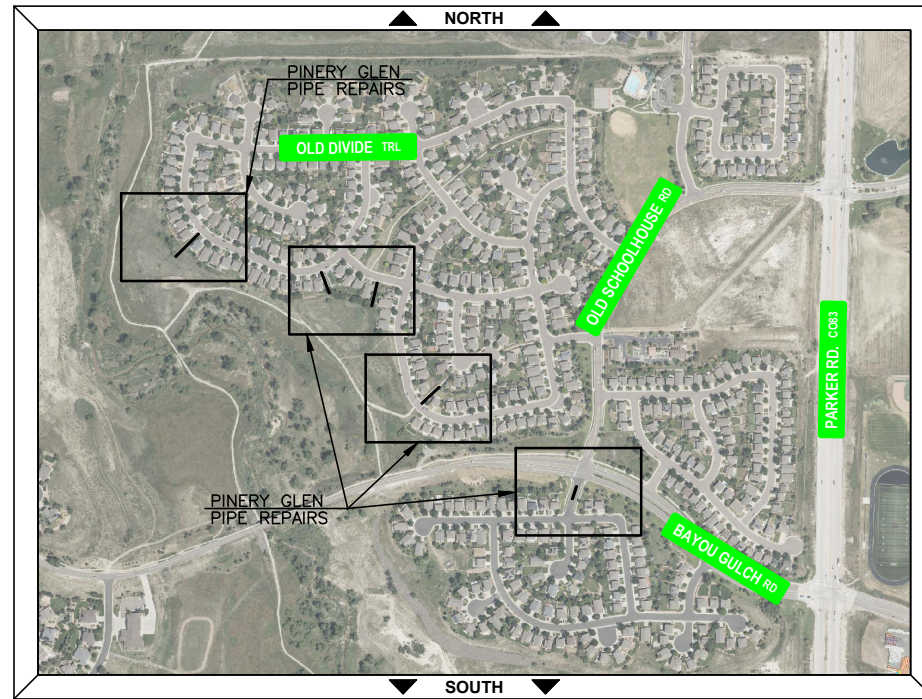 NORTH
PINERY GLEN
PIPE REPAIRS
OLD DIVIDE TRL
OLD SCHOOLHOUSE RD
PARKER RD. CO83
PINERY GLEN
PIPE REPAIRS
BAYOU GULCH RD
SOUTH